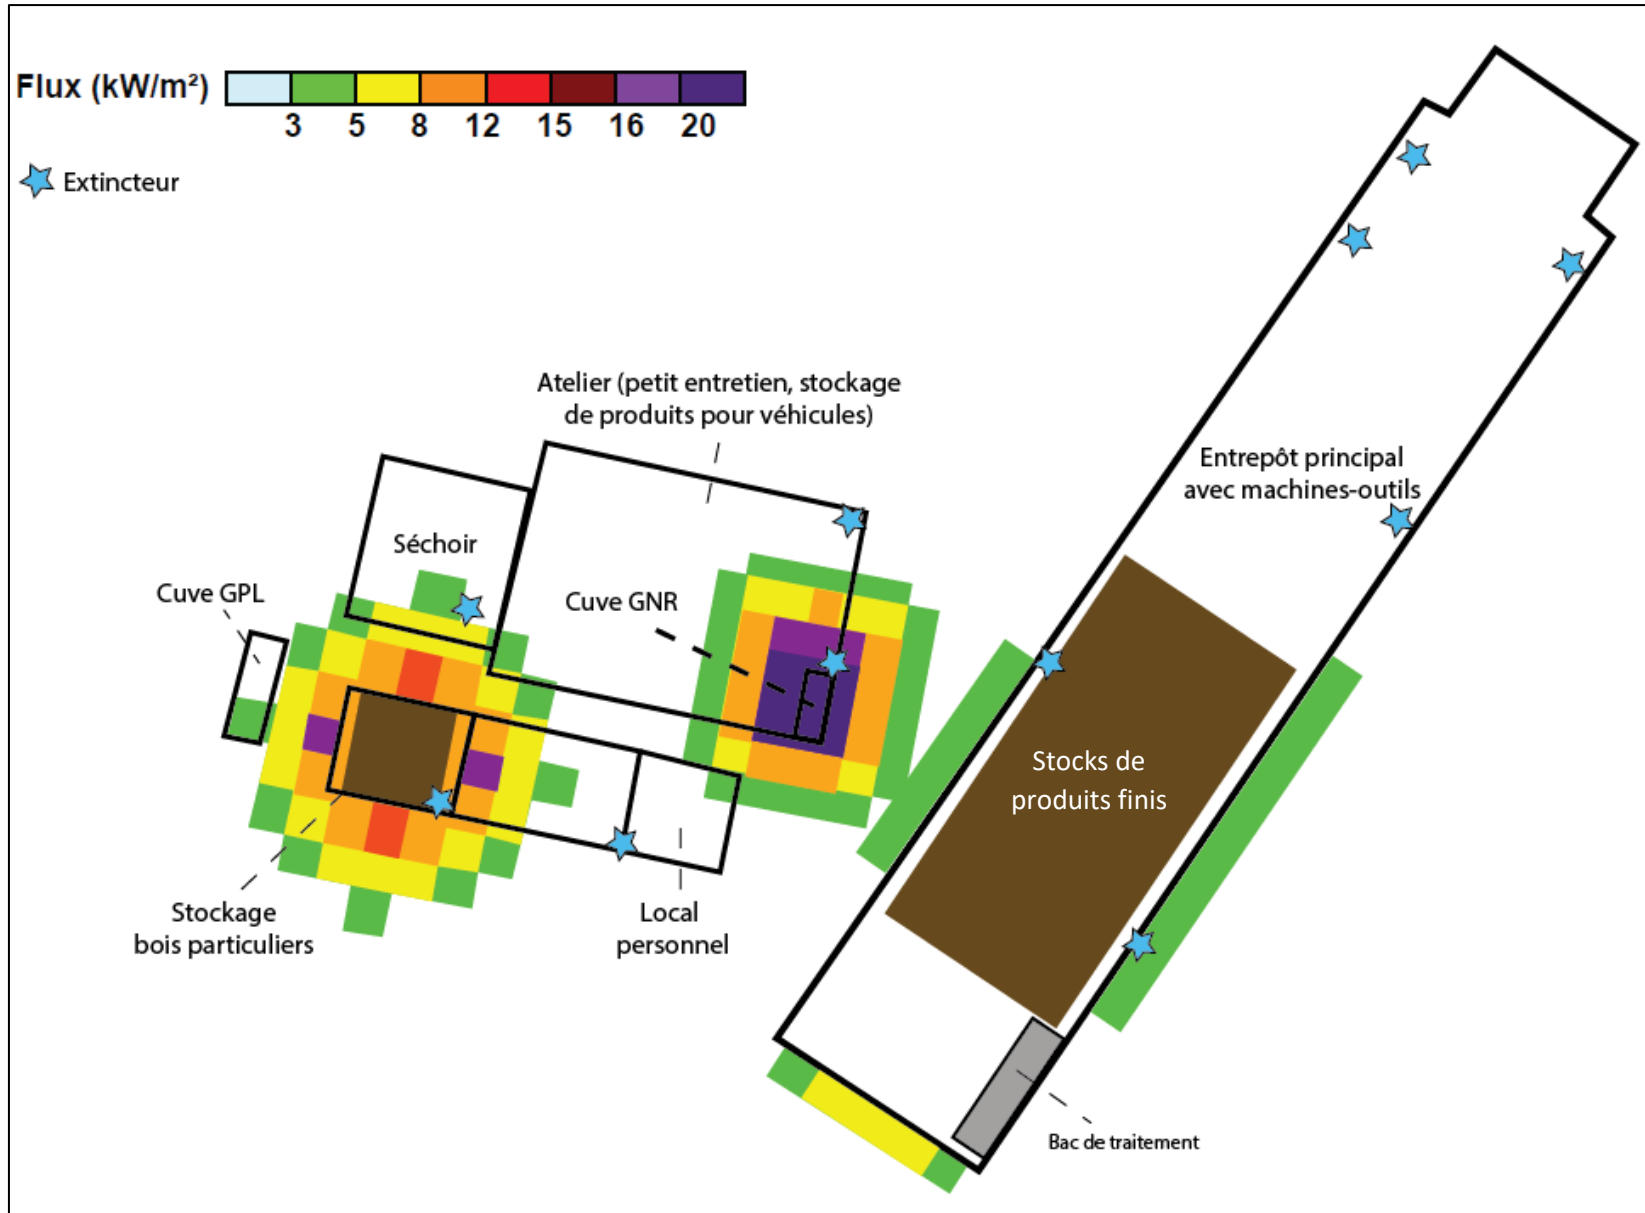 Flux (kW/m²)
3 5 8 12 15 16 20
Extincteur
Atelier (petit entretien, stockage
de produits pour véhicules)
Entrepôt principal
avec machines-outils
Séchoir
Cuve GPL
Cuve GNR
Stocks de
produits finis
Stockage
bois particuliers
Local
personnel
Bac de traitement